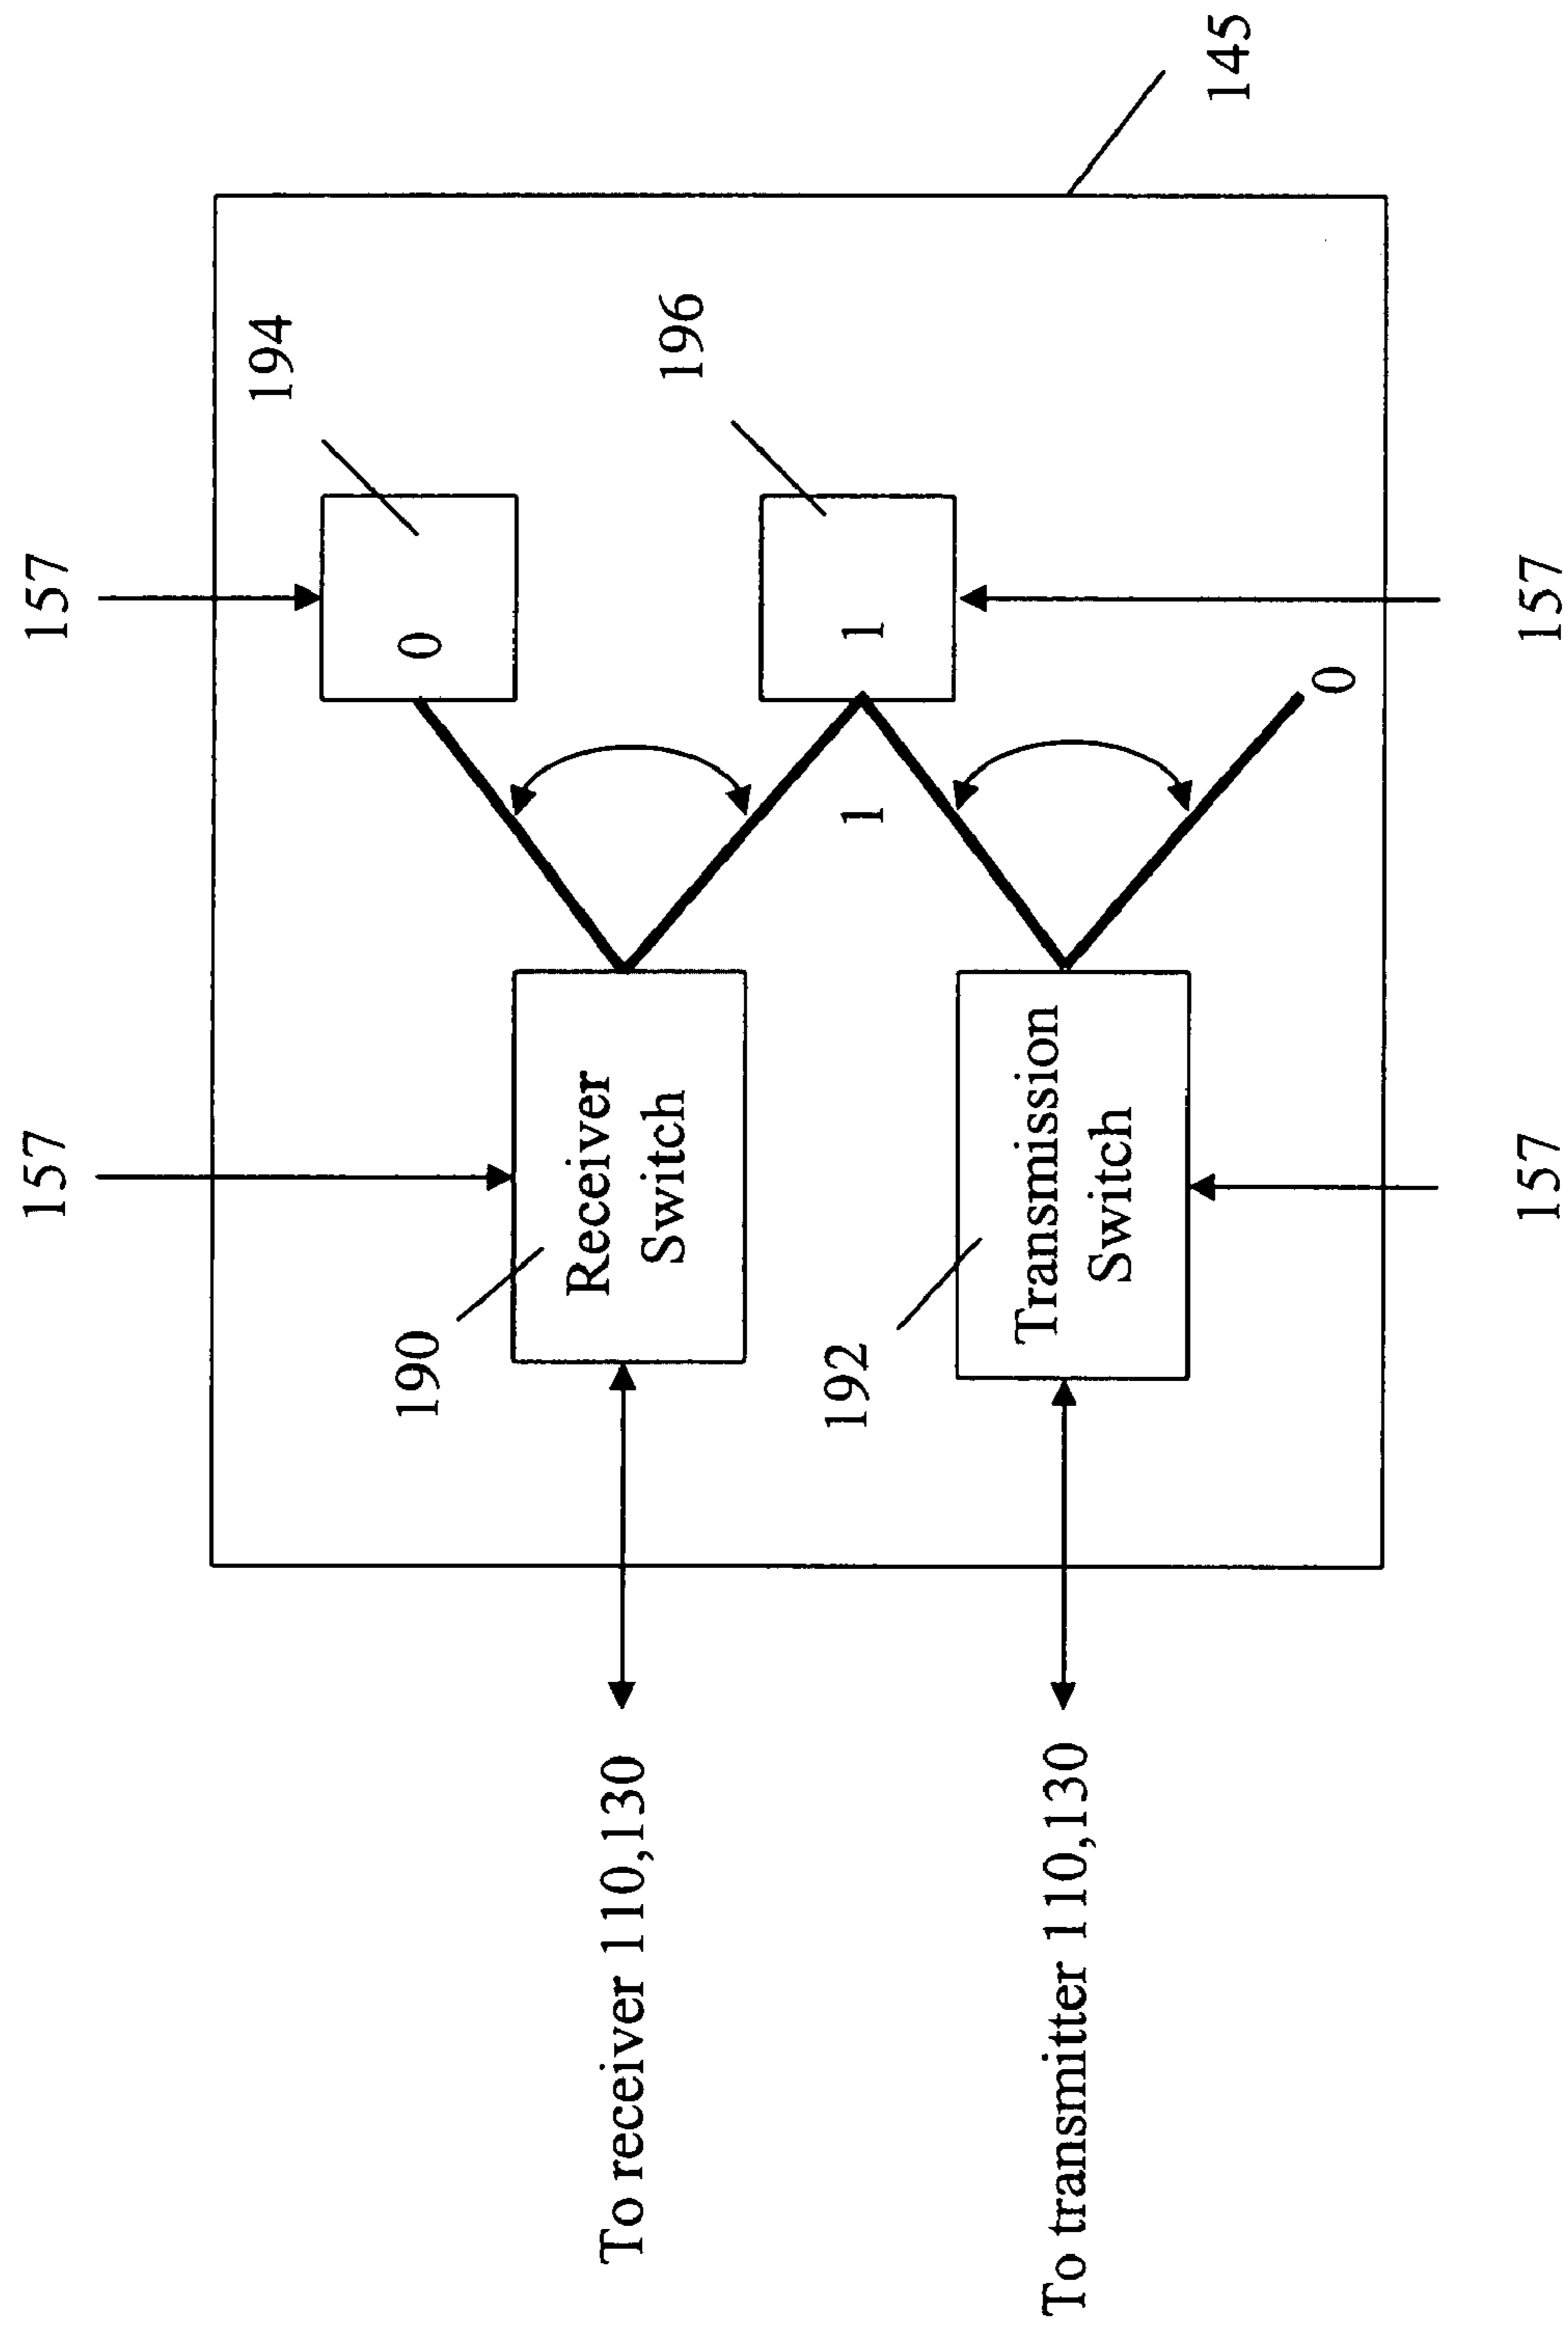 157
157
194
0
190
Receiver
Switch
To receiver 110,130
196
1
1
192
Transmission
Switch
To transmitter 110,130
0
145
157
157